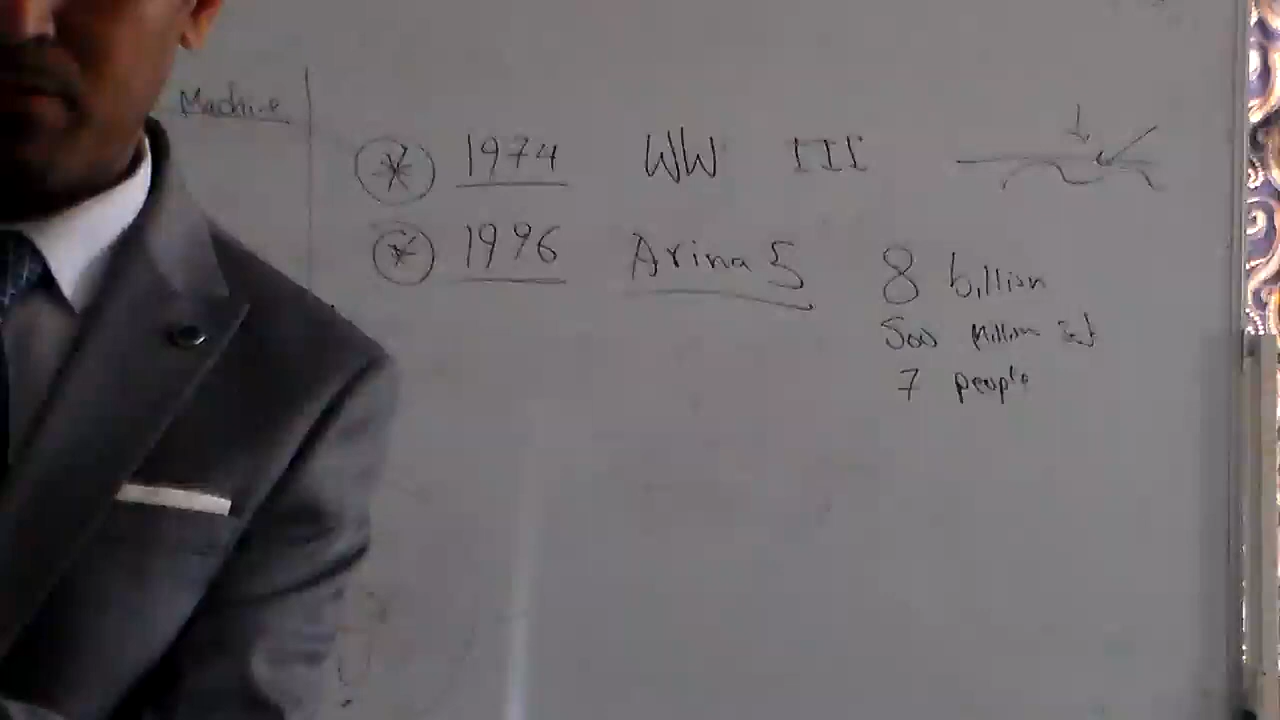 Machine
1974 WW III
1996 Arina 5
8 billion
500 Million
7 people